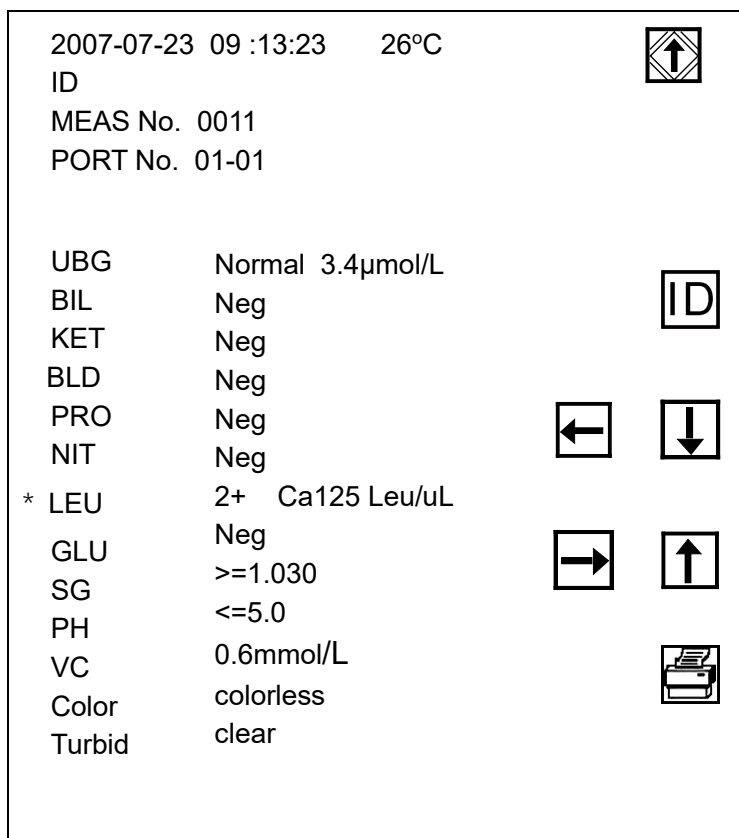 2007-07-23 09 :13:23 26ºC
ID
MEAS No. 0011
PORT No. 01-01
UBG Normal 3.4μmol/L
BIL Neg
ID
KET Neg
BLD Neg
PRO Neg
NIT Neg
* LEU 2+ Ca125 Leu/uL
GLU Neg
SG >=1.030
PH <=5.0
VC 0.6mmol/L
Color colorless
Turbid clear